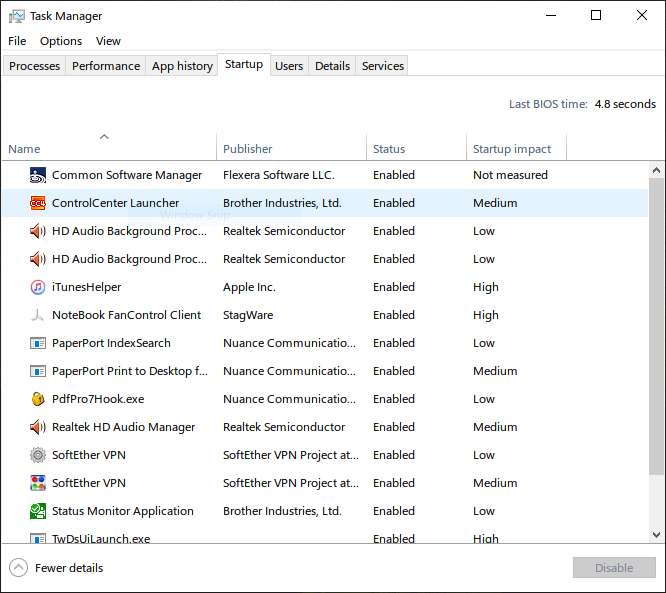 Task Manager
File Options View
Processes Performance App history Startup Users Details Services
Last BIOS time: 4.8 seconds
Name Publisher Status Startup impact
Common Software Manager Flexera Software LLC. Enabled Not measured
ControlCenter Launcher Brother Industries, Ltd. Enabled Medium
Window Snip
HD Audio Background Proc... Realtek Semiconductor Enabled Low
HD Audio Background Proc... Realtek Semiconductor Enabled Low
iTunesHelper Apple Inc. Enabled High
NoteBook FanControl Client StagWare Enabled High
PaperPort IndexSearch Nuance Communicatio... Enabled Low
PaperPort Print to Desktop f... Nuance Communicatio... Enabled Medium
PdfPro7Hook.exe Nuance Communicatio... Enabled Low
Realtek HD Audio Manager Realtek Semiconductor Enabled Medium
SoftEther VPN SoftEther VPN Project at... Enabled Low
SoftEther VPN SoftEther VPN Project at... Enabled Medium
Status Monitor Application Brother Industries, Ltd. Enabled Low
TwDsUiLaunch.exe Enabled High
Fewer details Disable